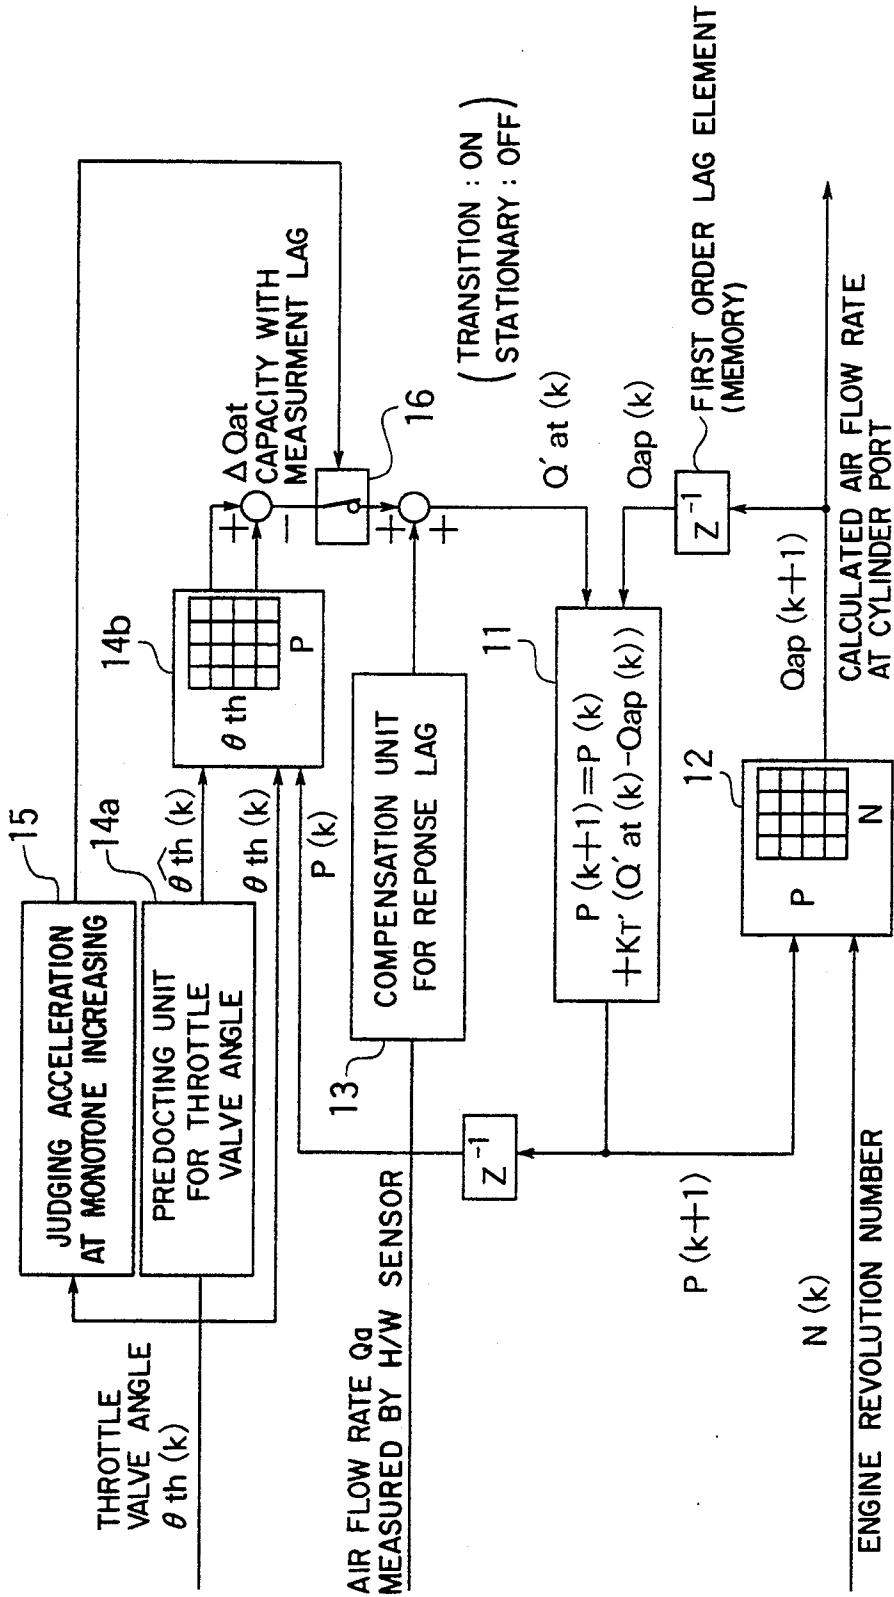 THROTTLE
VALVE ANGLE
θ th (k)
15
JUDGING ACCELERATION
AT MONOTONE INCREASING
14a
PREDOCTING UNIT
FOR THROTTLE
VALVE ANGLE
θ̂ th (k)
θ th (k)
P (k)
14b
θ th
P
+
−
Δ Qat
CAPACITY WITH
MEASURMENT LAG
16
+
+
(TRANSITION : ON
STATIONARY : OFF)
AIR FLOW RATE Qa
MEASURED BY H/W SENSOR
13
COMPENSATION UNIT
FOR REPONSE LAG
Q′ at (k)
Z⁻¹
11
P (k+1) = P (k)
+KT′ (Q′ at (k) - Qap (k))
Qap (k)
Z⁻¹
FIRST ORDER LAG ELEMENT
(MEMORY)
P (k+1)
12
P
N
Qap (k+1)
CALCULATED AIR FLOW RATE
AT CYLINDER PORT
N (k)
ENGINE REVOLUTION NUMBER